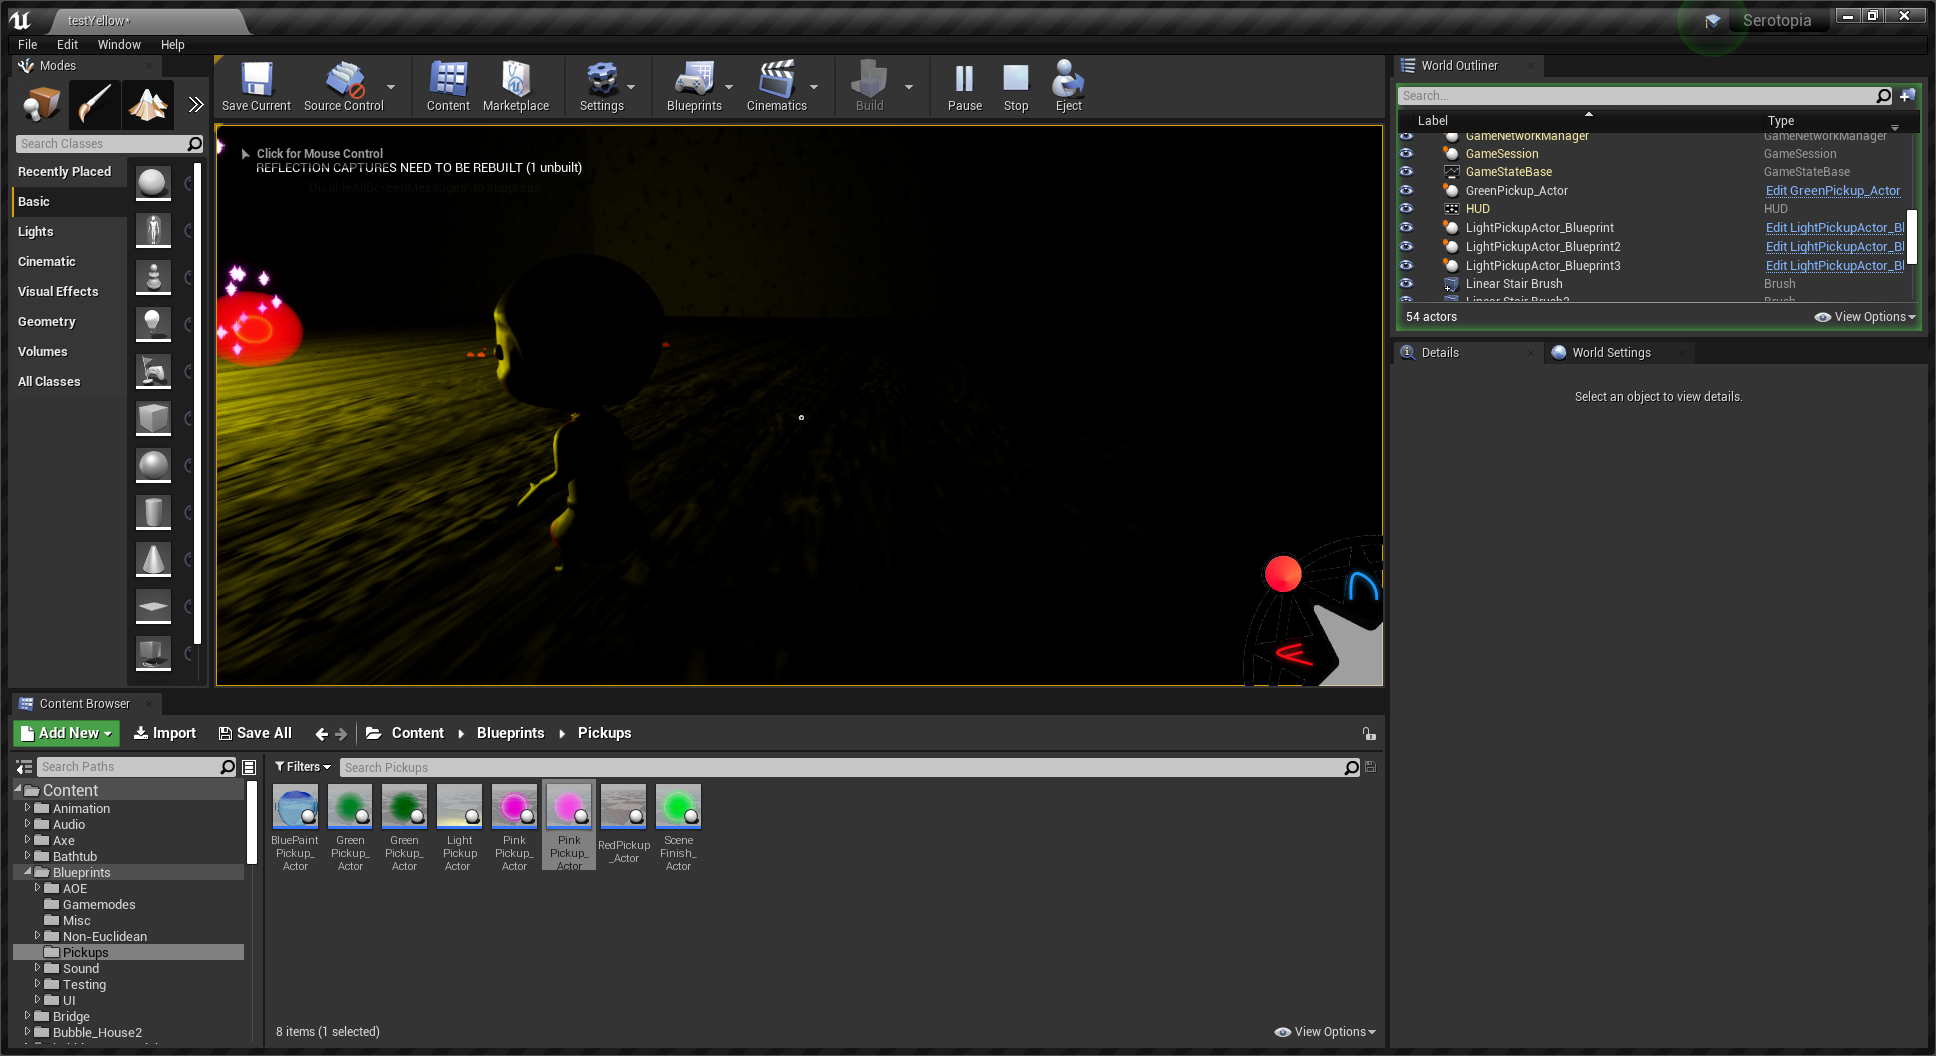 testYellow*
Serotopia
File Edit Window Help
Modes
Search Classes
Recently Placed
Basic
Lights
Cinematic
Visual Effects
Geometry
Volumes
All Classes
Save Current Source Control Content Marketplace Settings Blueprints Cinematics Build Pause Stop Eject
Click for Mouse Control
REFLECTION CAPTURES NEED TO BE REBUILT (1 unbuilt)
'DisableAllScreenMessages' to suppress
World Outliner
Search...
Label Type
GameNetworkManager GameNetworkManager
GameSession GameSession
GameStateBase GameStateBase
GreenPickup_Actor Edit GreenPickup_Actor
HUD HUD
LightPickupActor_Blueprint Edit LightPickupActor_Bl
LightPickupActor_Blueprint2 Edit LightPickupActor_Bl
LightPickupActor_Blueprint3 Edit LightPickupActor_Bl
Linear Stair Brush Brush
Linear Stair Brush2 Brush
54 actors View Options
Details World Settings
Select an object to view details.
Content Browser
Add New Import Save All Content Blueprints Pickups
Search Paths
Filters Search Pickups
Content
Animation
Audio
Axe
Bathtub
Blueprints
AOE
Gamemodes
Misc
Non-Euclidean
Pickups
Sound
Testing
UI
Bridge
Bubble_House2
BluePaint
Pickup_
Actor
Green
Pickup_
Actor
Green
Pickup_
Actor
Light
Pickup
Actor
Pink
Pickup_
Actor
Pink
Pickup_
Actor
RedPickup
_Actor
Scene
Finish_
Actor
8 items (1 selected) View Options